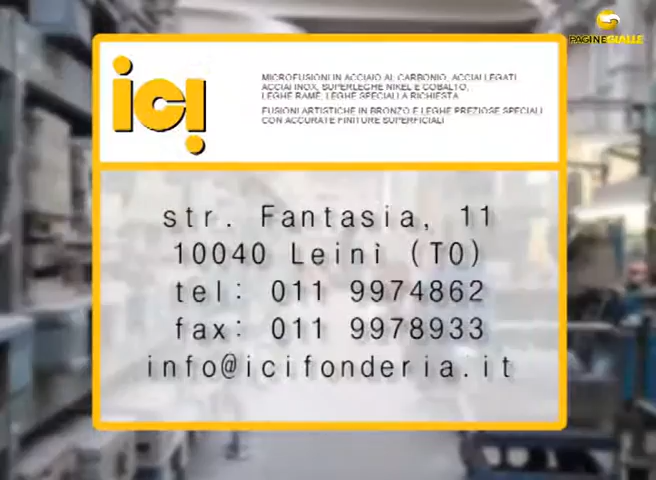 PAGINEGIALLE
ici
MICROFUSIONI IN ACCIAIO AL CARBONIO, ACCIAI LEGATI
ACCIAI INOX, SUPERLEGHE NIKEL E COBALTO,
LEGHE RAME, LEGHE SPECIALI A RICHIESTA
FUSIONI ARTISTICHE IN BRONZO E LEGHE PREZIOSE SPECIALI
CON ACCURATE FINITURE SUPERFICIALI
str. Fantasia, 11
10040 Leinì (TO)
tel: 011 9974862
fax: 011 9978933
info@icifonderia.it